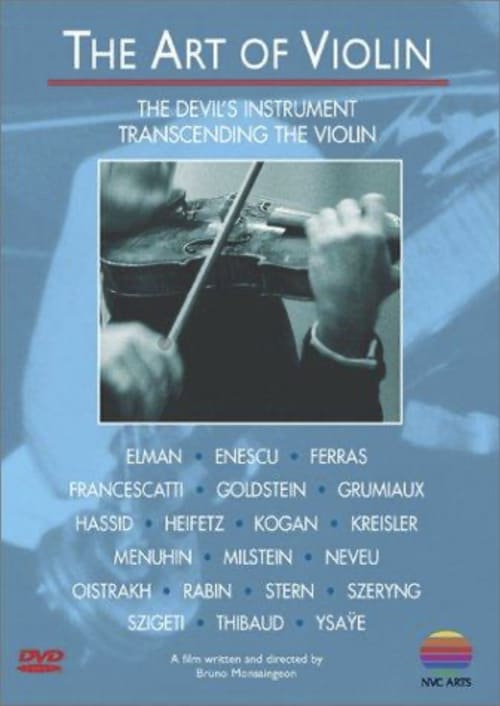 THE ART OF VIOLIN
THE DEVIL'S INSTRUMENT
TRANSCENDING THE VIOLIN
ELMAN • ENESCU • FERRAS
FRANCESCATTI • GOLDSTEIN • GRUMIAUX
HASSID • HEIFETZ • KOGAN • KREISLER
MENUHIN • MILSTEIN • NEVEU
OISTRAKH • RABIN • STERN • SZERYNG
SZIGETI • THIBAUD • YSAŸE
A film written and directed by
Bruno Monsaingeon
DVD
NVC ARTS